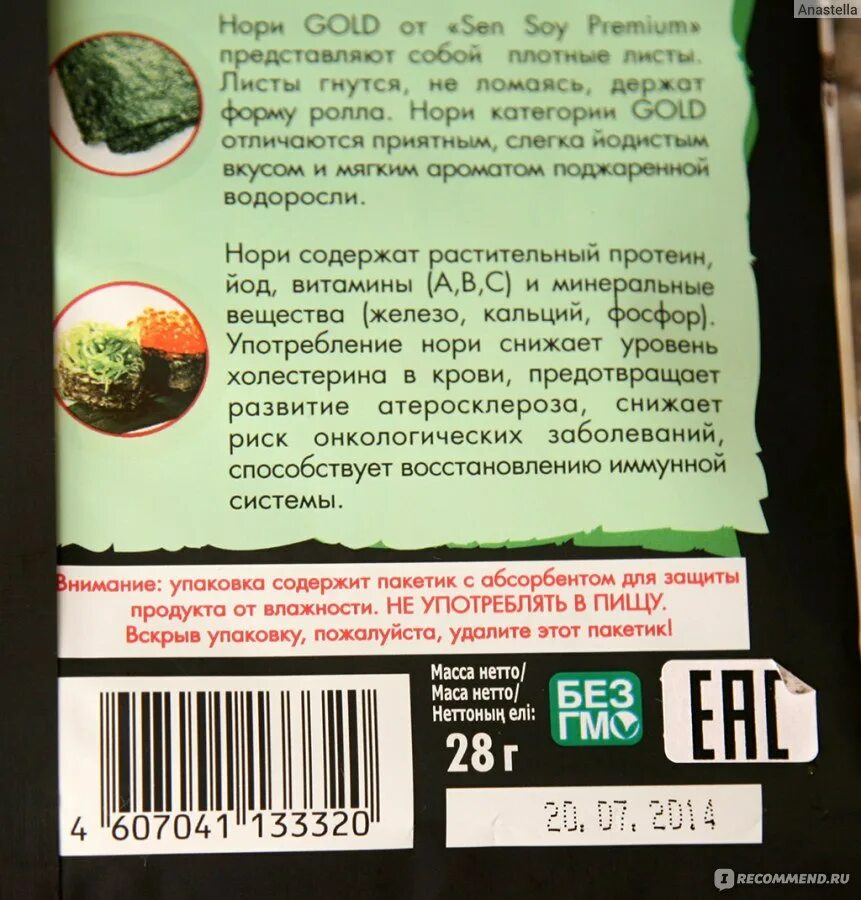 Anastella
Нори GOLD от «Sen Soy Premium»
представляют собой плотные листы.
Листы гнутся, не ломаясь, держат
форму ролла. Нори категории GOLD
отличаются приятным, слегка йодистым
вкусом и мягким ароматом поджаренной
водоросли.
Нори содержат растительный протеин,
йод, витамины (А,В,С) и минеральные
вещества (железо, кальций, фосфор).
Употребление нори снижает уровень
холестерина в крови, предотвращает
развитие атеросклероза, снижает
риск онкологических заболеваний,
способствует восстановлению иммунной
системы.
Внимание: упаковка содержит пакетик с абсорбентом для защиты
продукта от влажности. НЕ УПОТРЕБЛЯТЬ В ПИЩУ.
Вскрыв упаковку, пожалуйста, удалите этот пакетик!
Масса нетто/
Маса нетто/
Неттоның елі:
28 г
БЕЗ
ГМО
EAC
4 607041 133320
20. 07. 2014
IRECOMMEND.RU